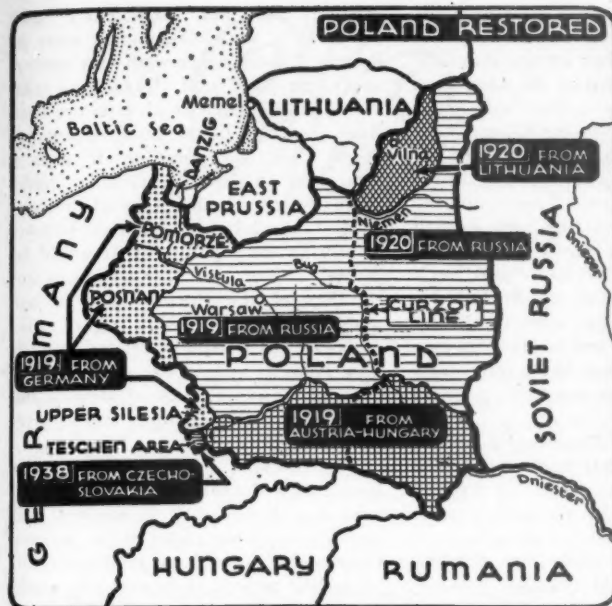 POLAND RESTORED
Memel
LITHUANIA
Baltic Sea
Vilna
DANZIG
1920 FROM
LITHUANIA
EAST
PRUSSIA
Niemen
POMORZE
1920 FROM RUSSIA
Dnieper
Vistula
Bug
POSNAN
Warsaw
CURZON
LINE
1919 FROM RUSSIA
POLAND
SOVIET RUSSIA
1919 FROM
GERMANY
UPPER SILESIA
1919 FROM
AUSTRIA-HUNGARY
TESCHEN AREA
1938 FROM CZECHO-
SLOVAKIA
Dniester
GERMANY
HUNGARY
RUMANIA